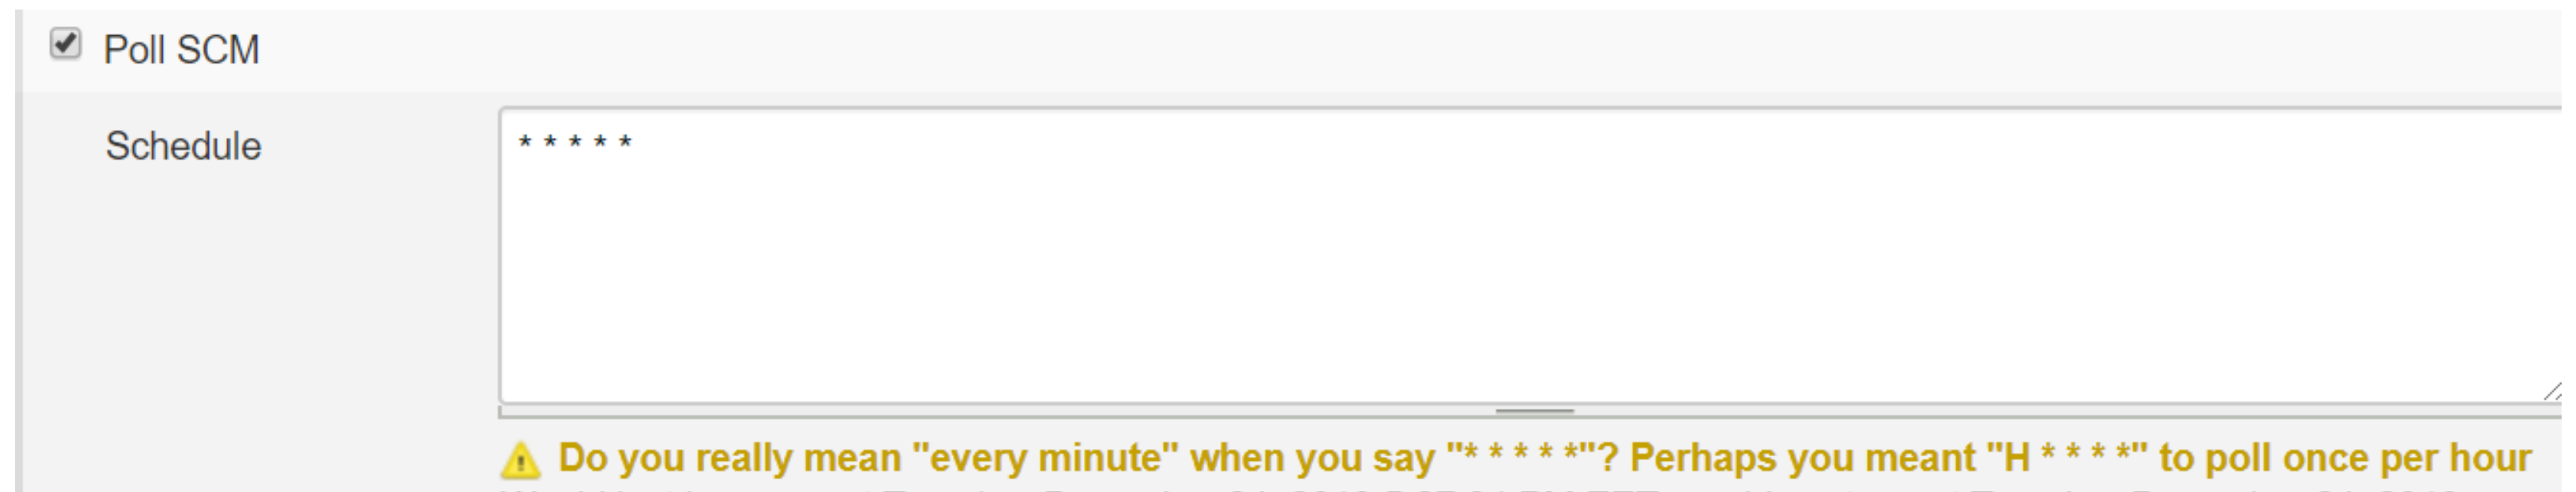 Poll SCM
Schedule
* * * * *
Do you really mean "every minute" when you say "* * * * *"? Perhaps you meant "H * * * *" to poll once per hour